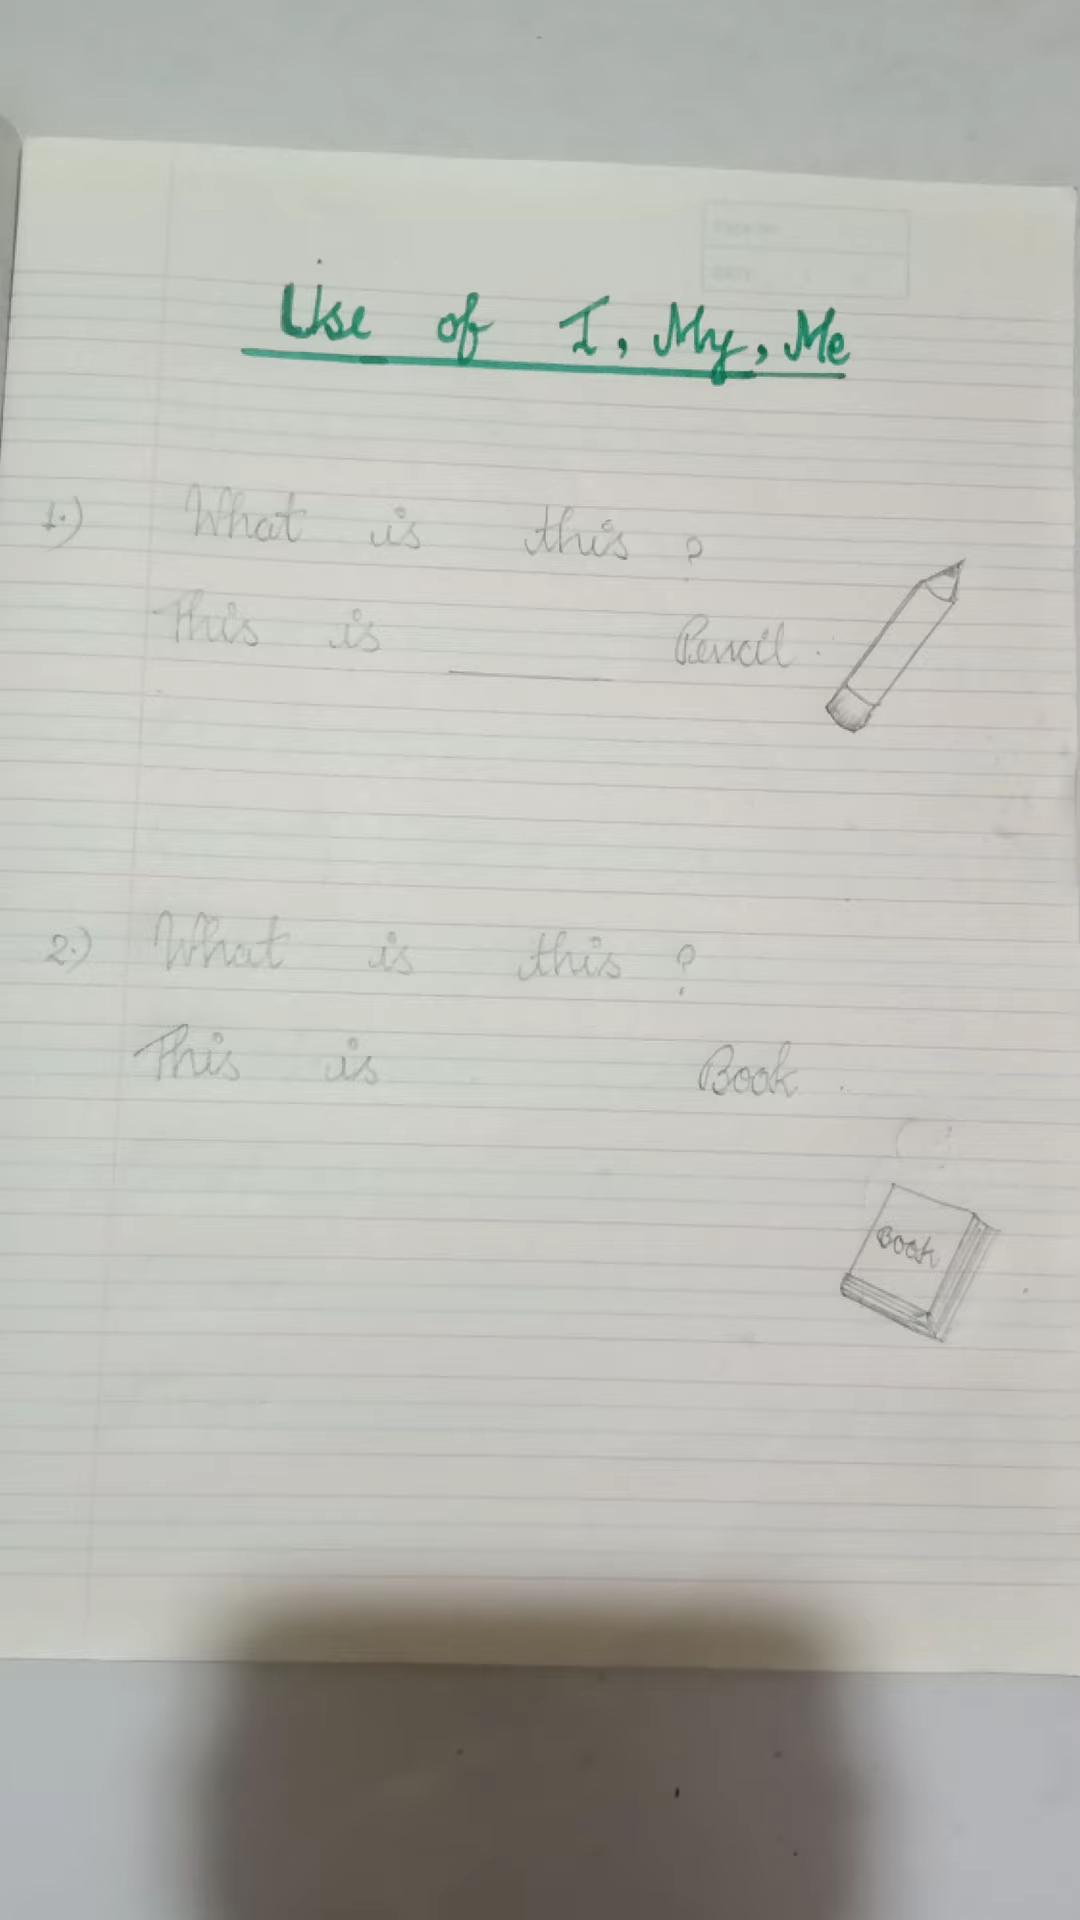 Use of I, My, Me
1.) What is this ?
This is ______ Pencil.
2.) What is this ?
This is Book.
BOOK